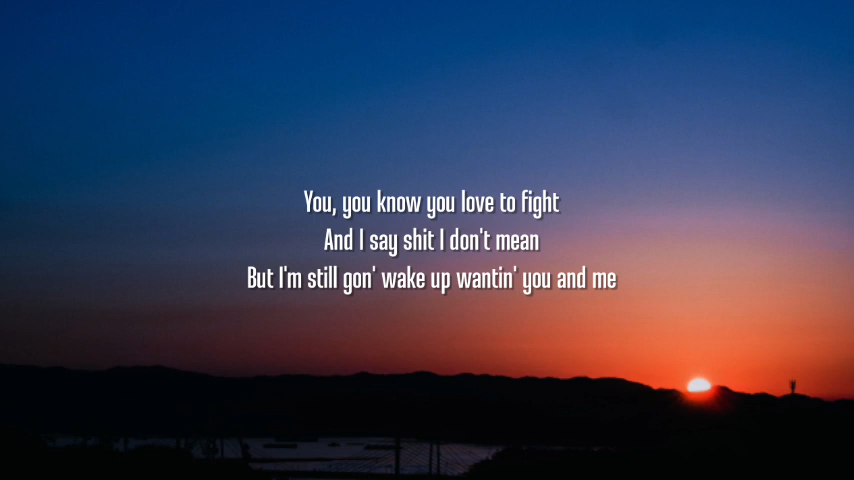 You, you know you love to fight
And I say shit I don't mean
But I'm still gon' wake up wantin' you and me